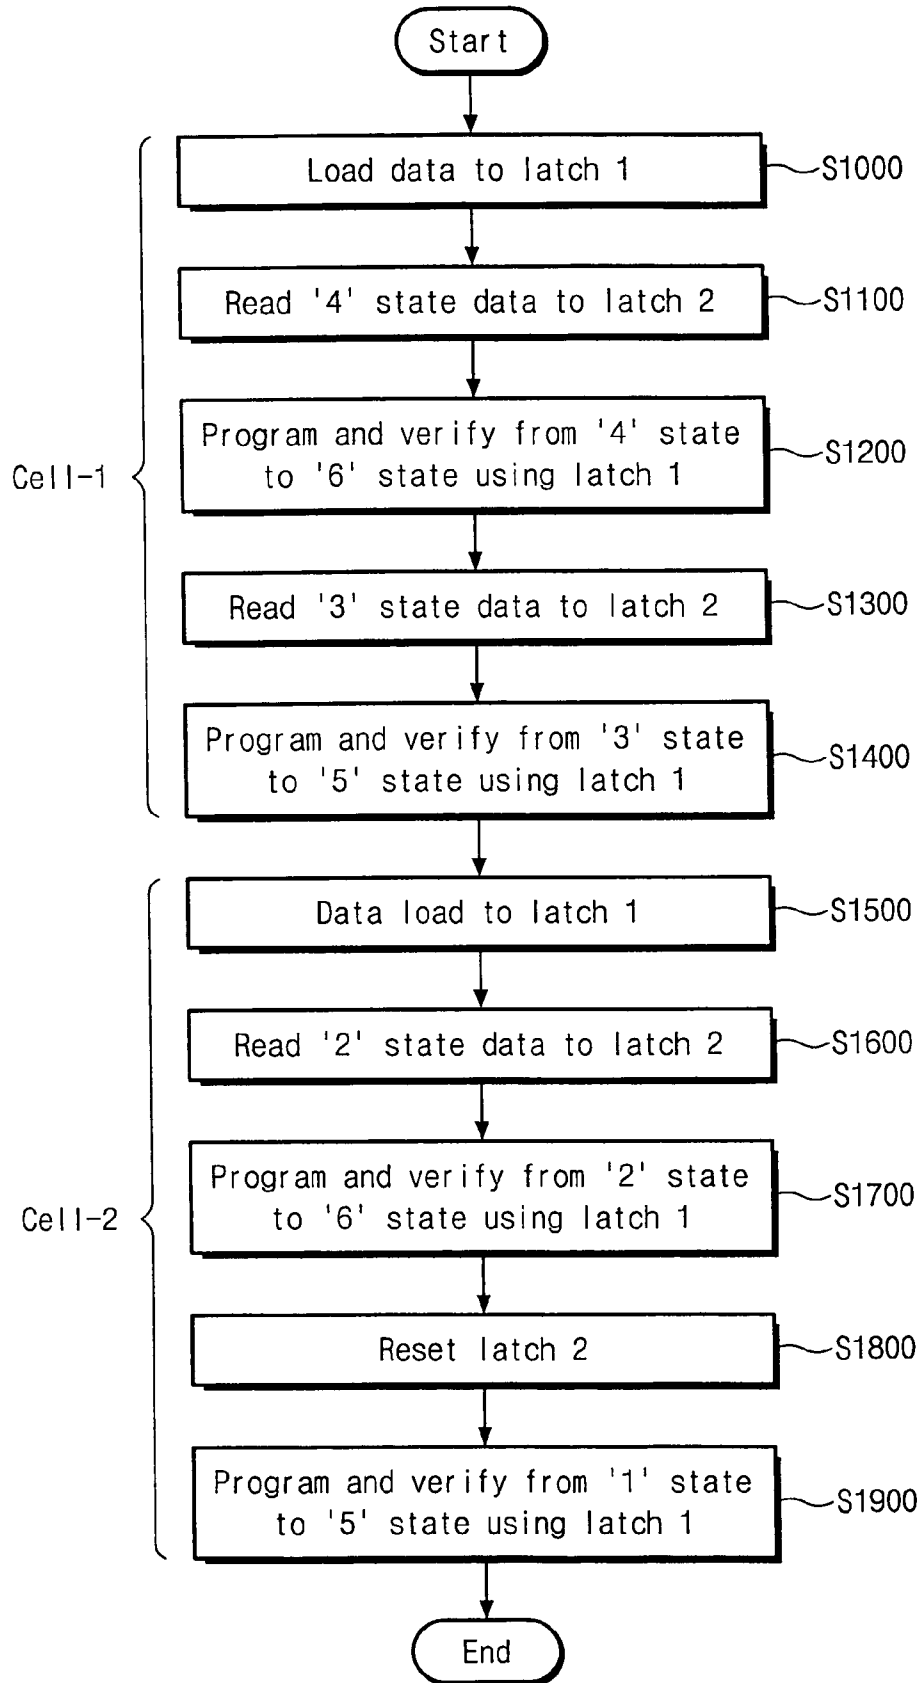 Start
Load data to latch 1
S1000
Read '4' state data to latch 2
S1100
Program and verify from '4' state
to '6' state using latch 1
S1200
Cell-1
Read '3' state data to latch 2
S1300
Program and verify from '3' state
to '5' state using latch 1
S1400
Data load to latch 1
S1500
Read '2' state data to latch 2
S1600
Program and verify from '2' state
to '6' state using latch 1
S1700
Cell-2
Reset latch 2
S1800
Program and verify from '1' state
to '5' state using latch 1
S1900
End